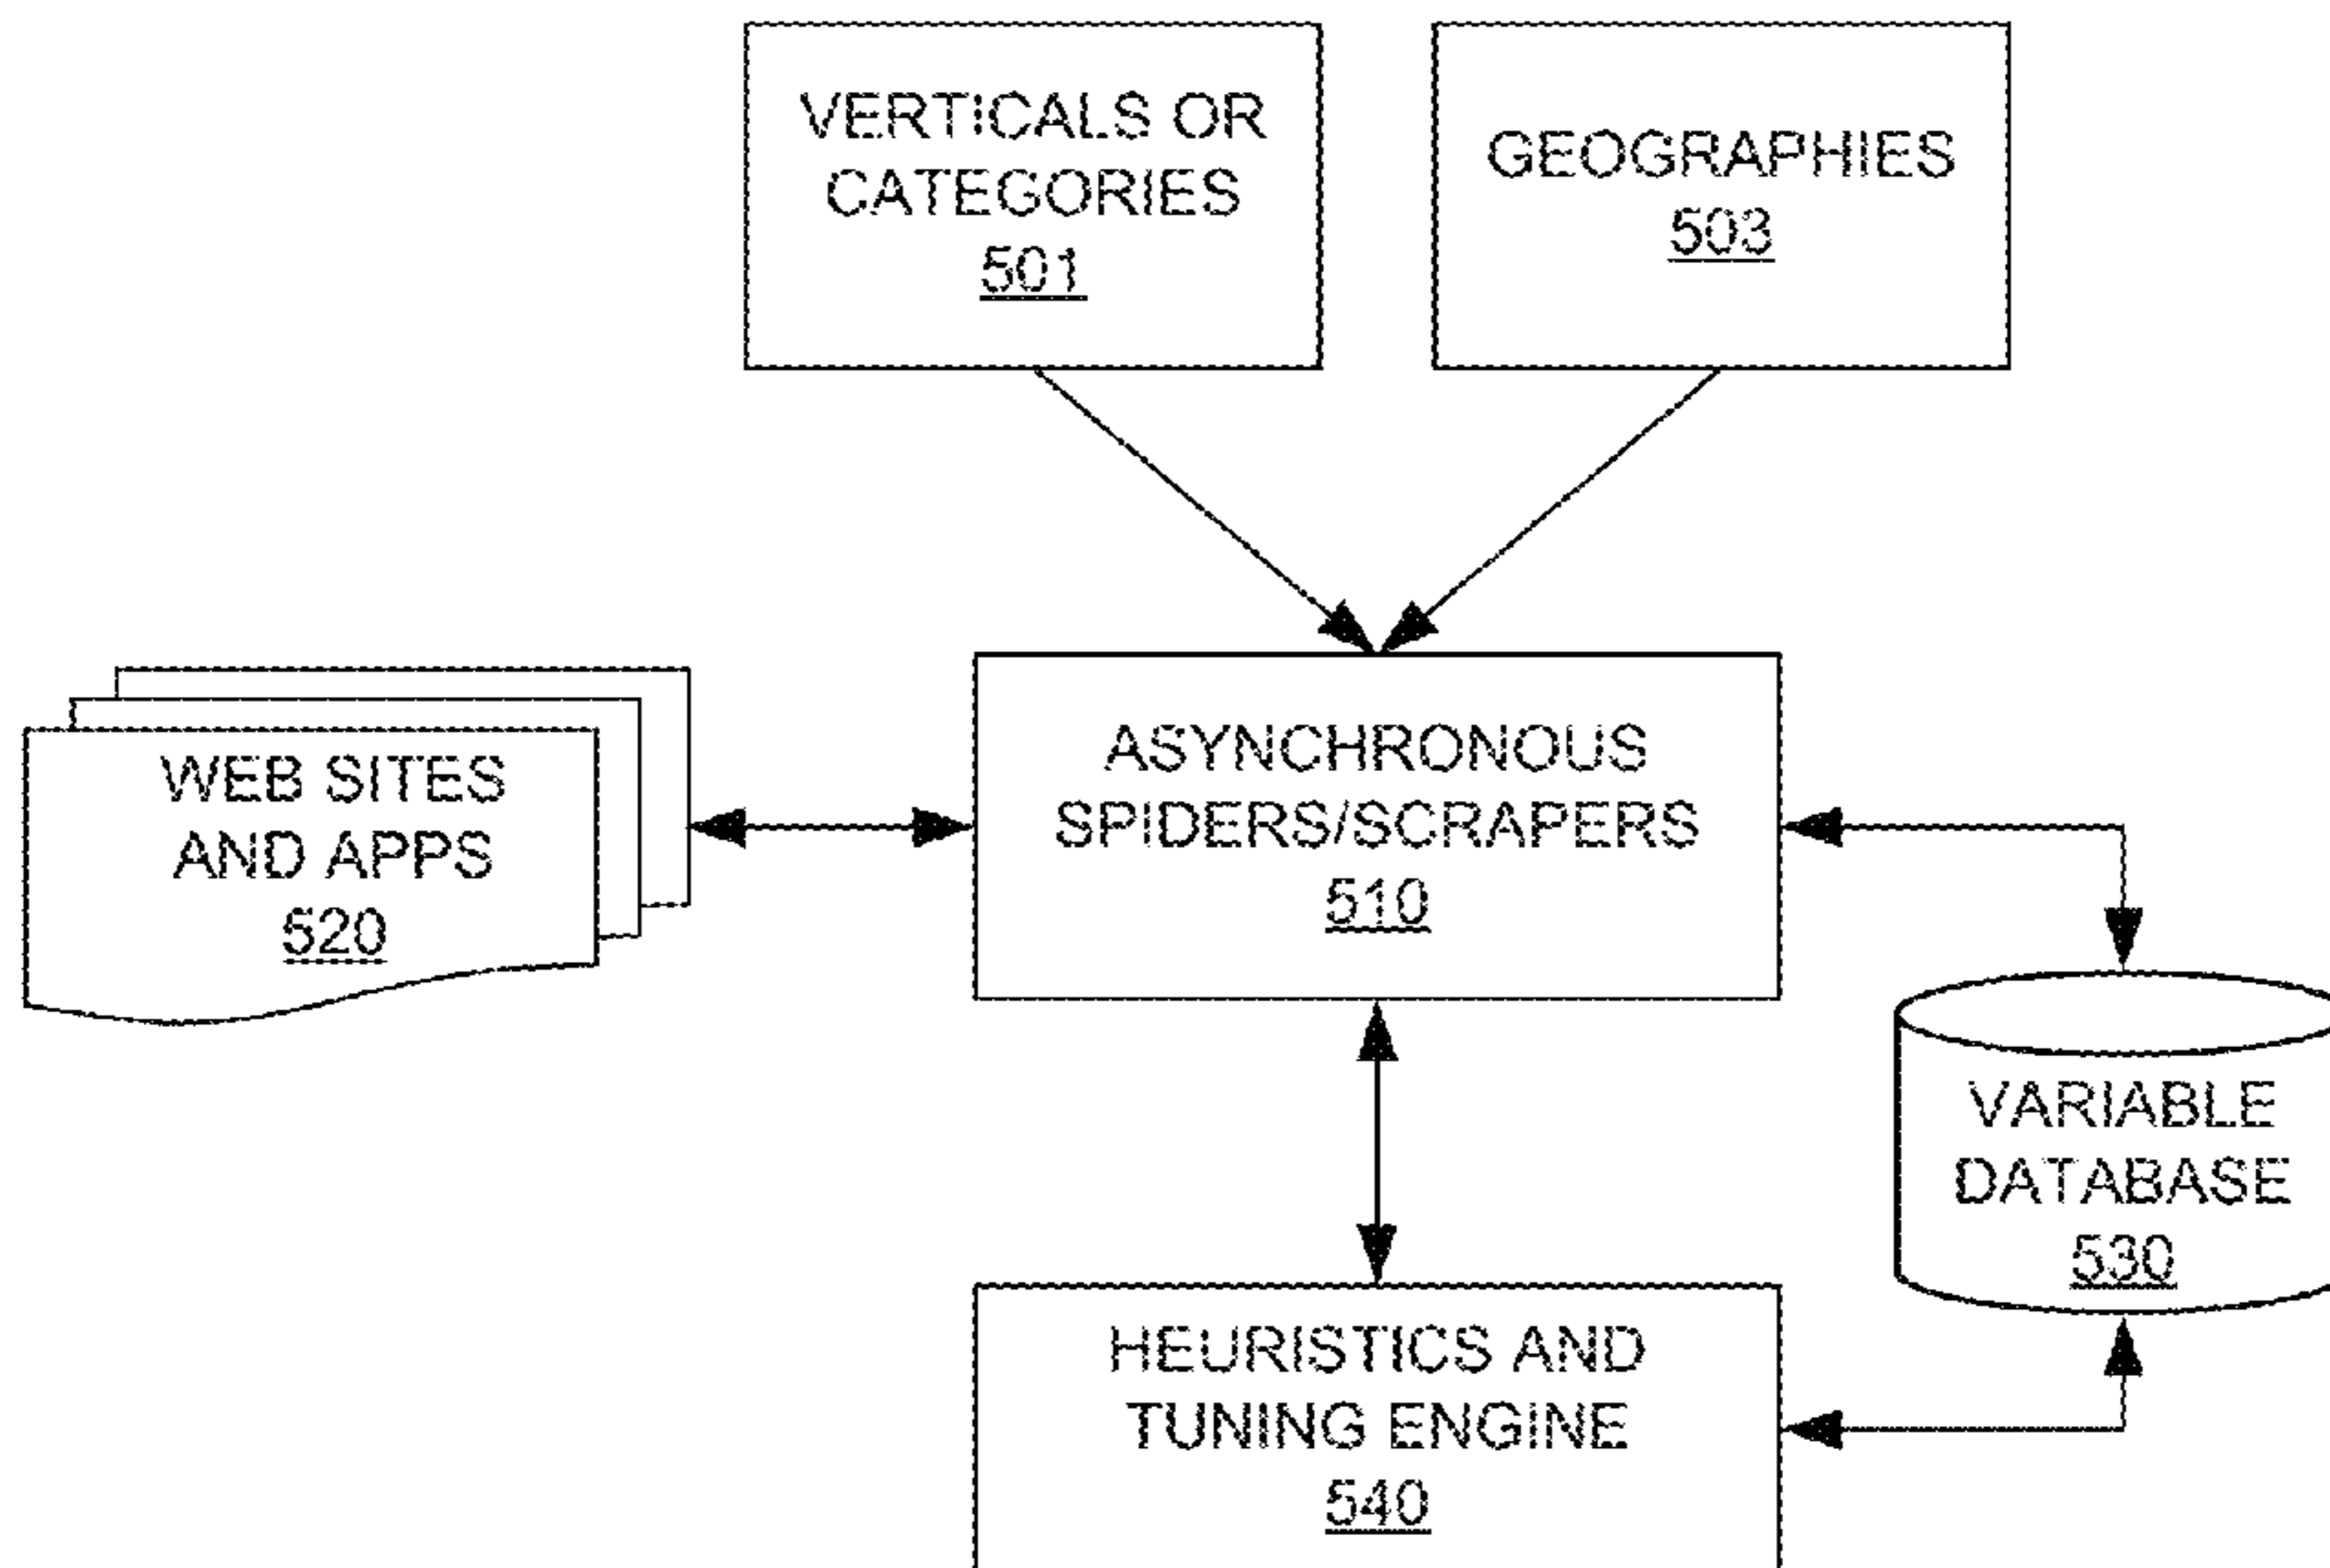 VERTICALS OR
CATEGORIES
501
GEOGRAPHIES
503
WEB SITES
AND APPS
520
ASYNCHRONOUS
SPIDERS/SCRAPERS
510
VARIABLE
DATABASE
530
HEURISTICS AND
TUNING ENGINE
540